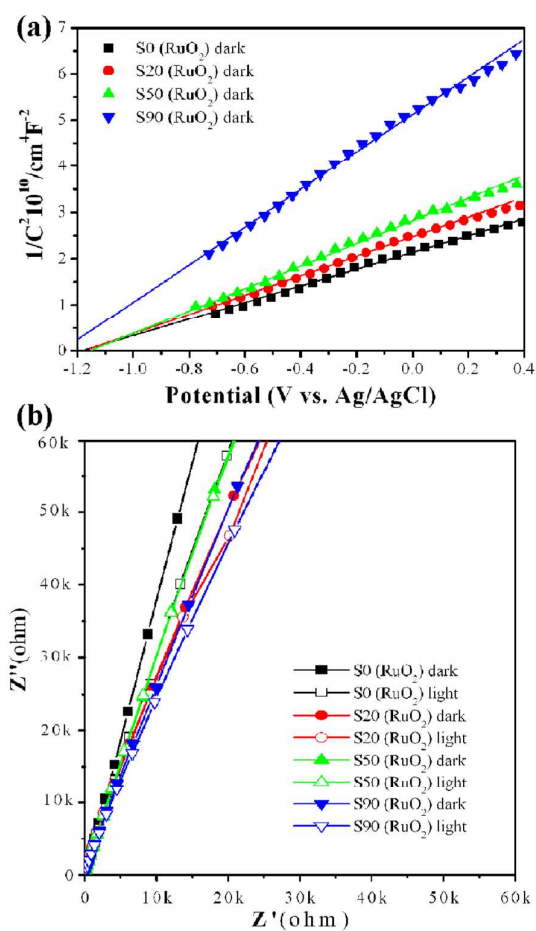 (a)
S0 (RuO₂) dark
S20 (RuO₂) dark
S50 (RuO₂) dark
S90 (RuO₂) dark
1/C²10¹⁰/cm⁴F⁻²
7
6
5
4
3
2
1
0
-1.2 -1.0 -0.8 -0.6 -0.4 -0.2 0.0 0.2 0.4
Potential (V vs. Ag/AgCl)
(b)
Z''(ohm)
60k
50k
40k
30k
20k
10k
0
S0 (RuO₂) dark
S0 (RuO₂) light
S20 (RuO₂) dark
S20 (RuO₂) light
S50 (RuO₂) dark
S50 (RuO₂) light
S90 (RuO₂) dark
S90 (RuO₂) light
0 10k 20k 30k 40k 50k 60k
Z'(ohm)